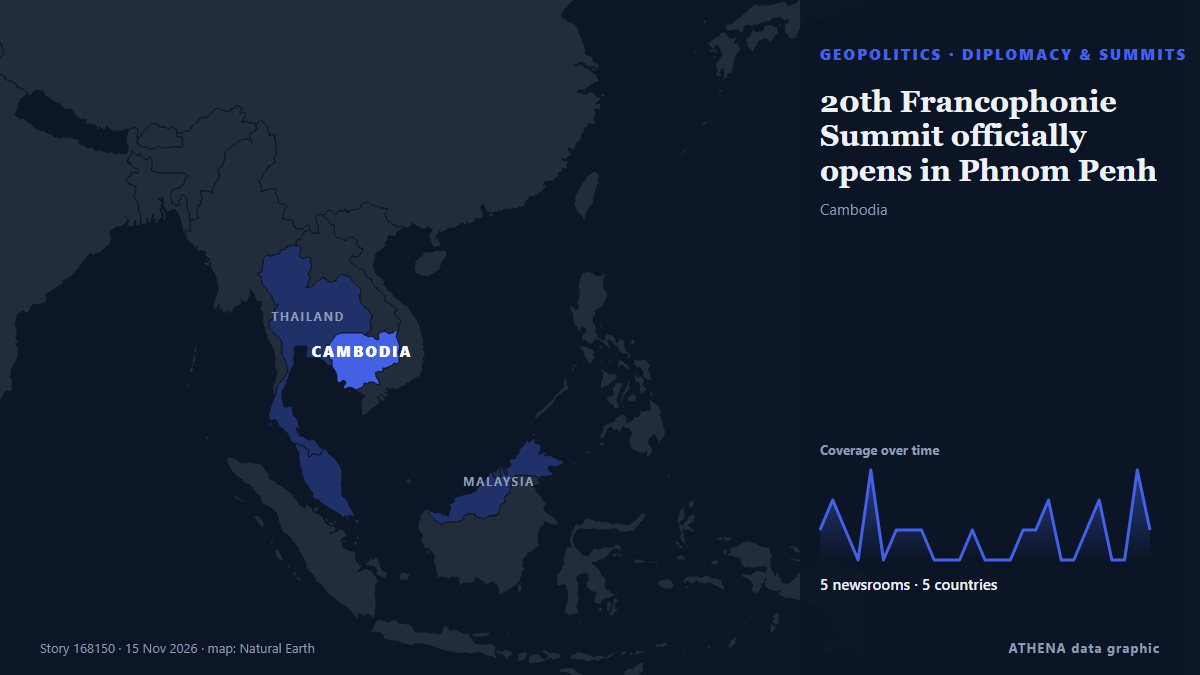 GEOPOLITICS · DIPLOMACY & SUMMITS
20th Francophonie
Summit officially
opens in Phnom Penh
Cambodia
THAILAND
CAMBODIA
MALAYSIA
Coverage over time
5 newsrooms · 5 countries
Story 168150 · 15 Nov 2026 · map: Natural Earth
ATHENA data graphic